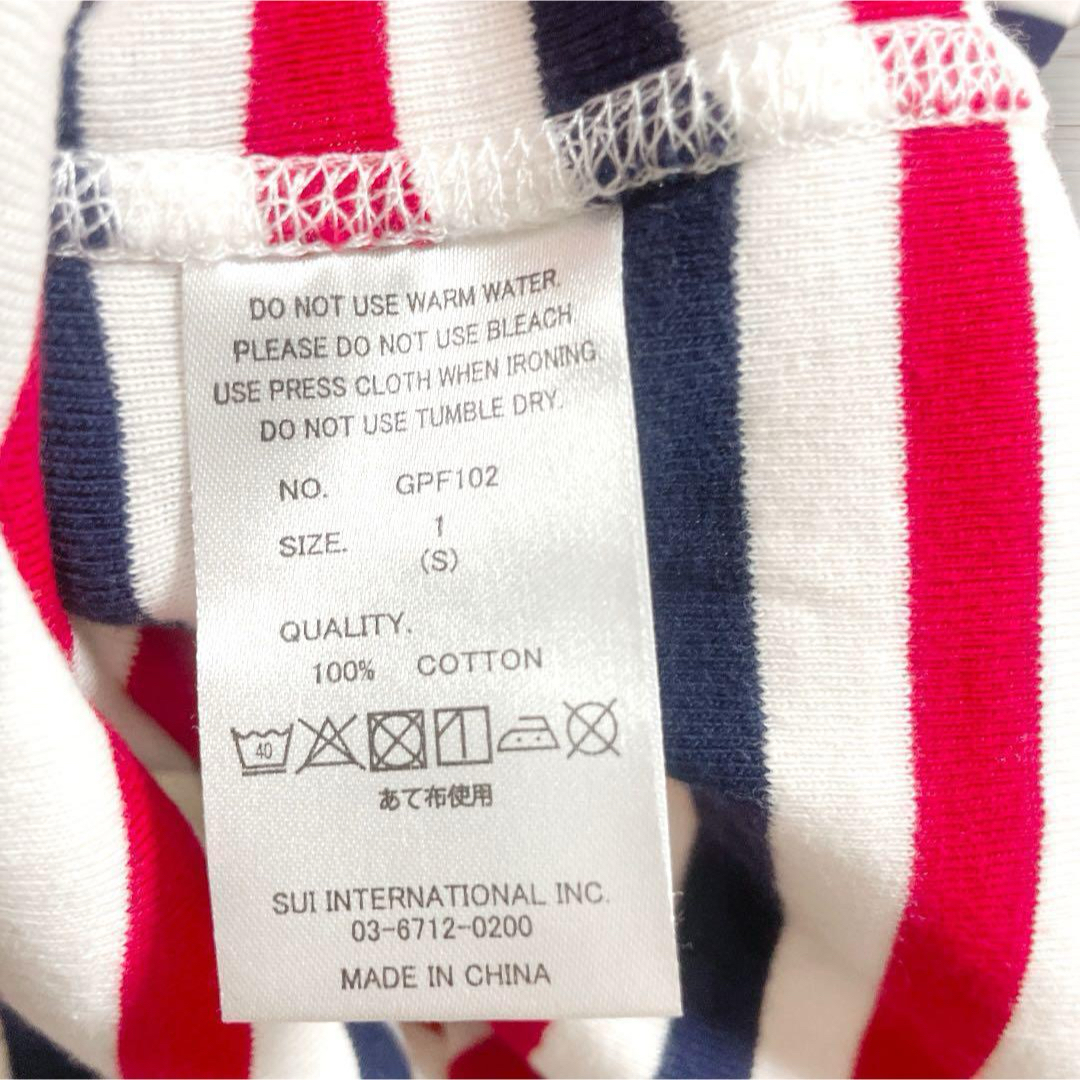 DO NOT USE WARM WATER.
PLEASE DO NOT USE BLEACH
USE PRESS CLOTH WHEN IRONING
DO NOT USE TUMBLE DRY.
NO. GPF102
SIZE. 1
(S)
QUALITY.
100% COTTON
40
あて布使用
SUI INTERNATIONAL INC.
03-6712-0200
MADE IN CHINA